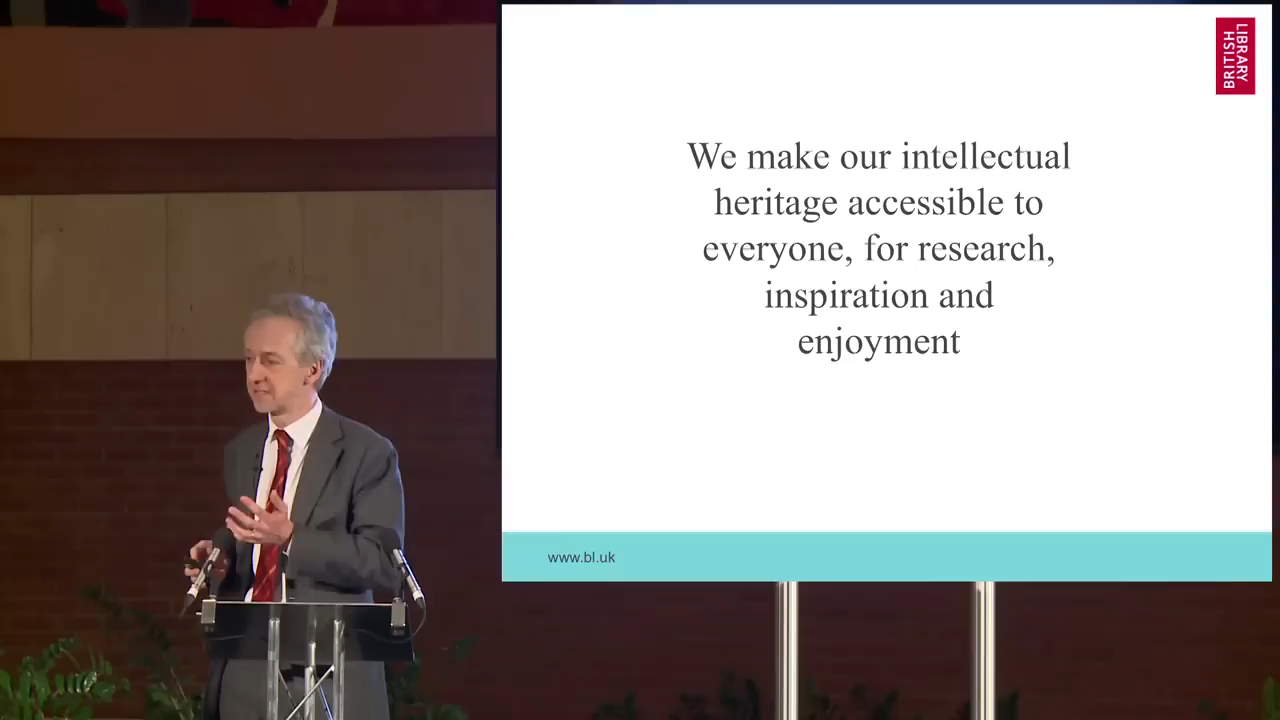 BRITISH
LIBRARY
We make our intellectual
heritage accessible to
everyone, for research,
inspiration and
enjoyment
www.bl.uk